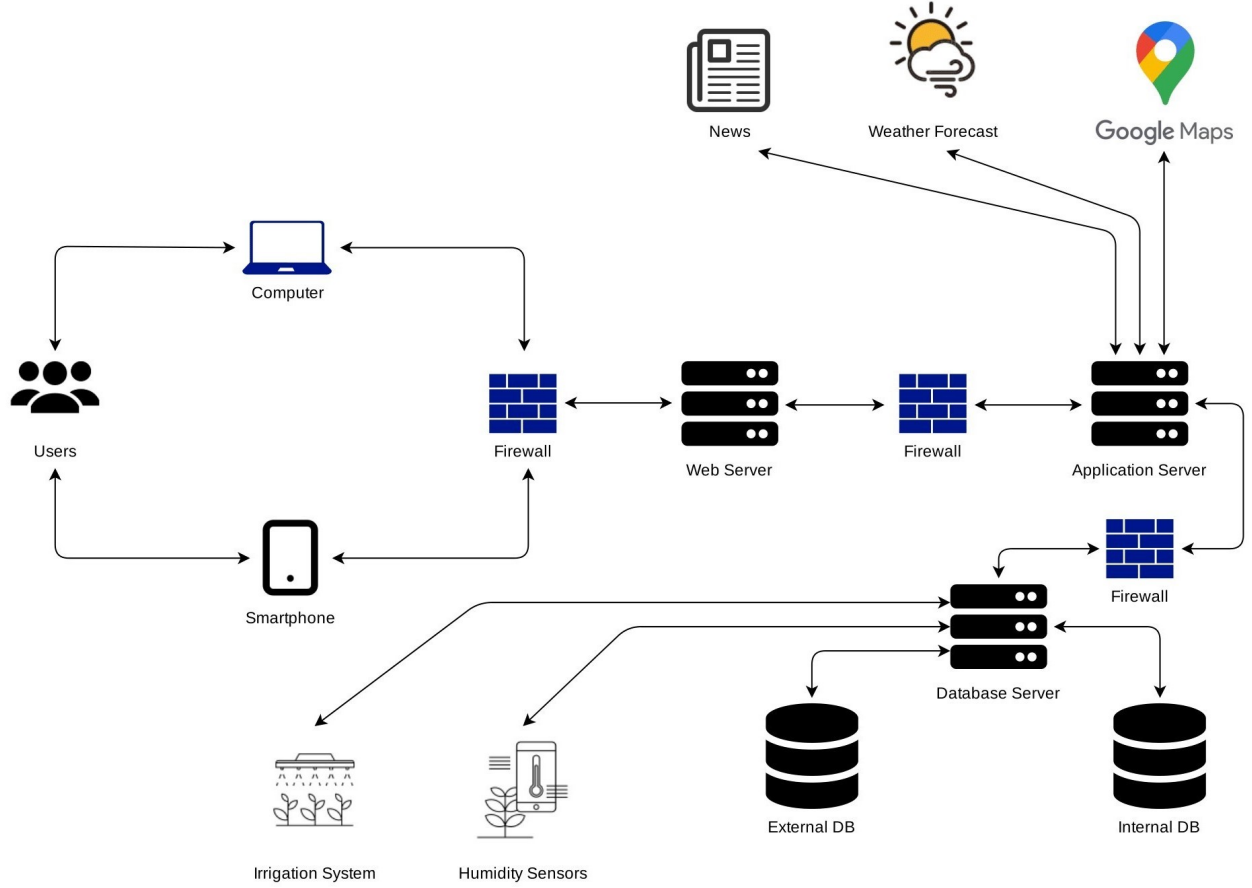 News
Weather Forecast
Google Maps
Computer
Users
Firewall
Web Server
Firewall
Application Server
Smartphone
Firewall
Database Server
External DB
Internal DB
Irrigation System
Humidity Sensors